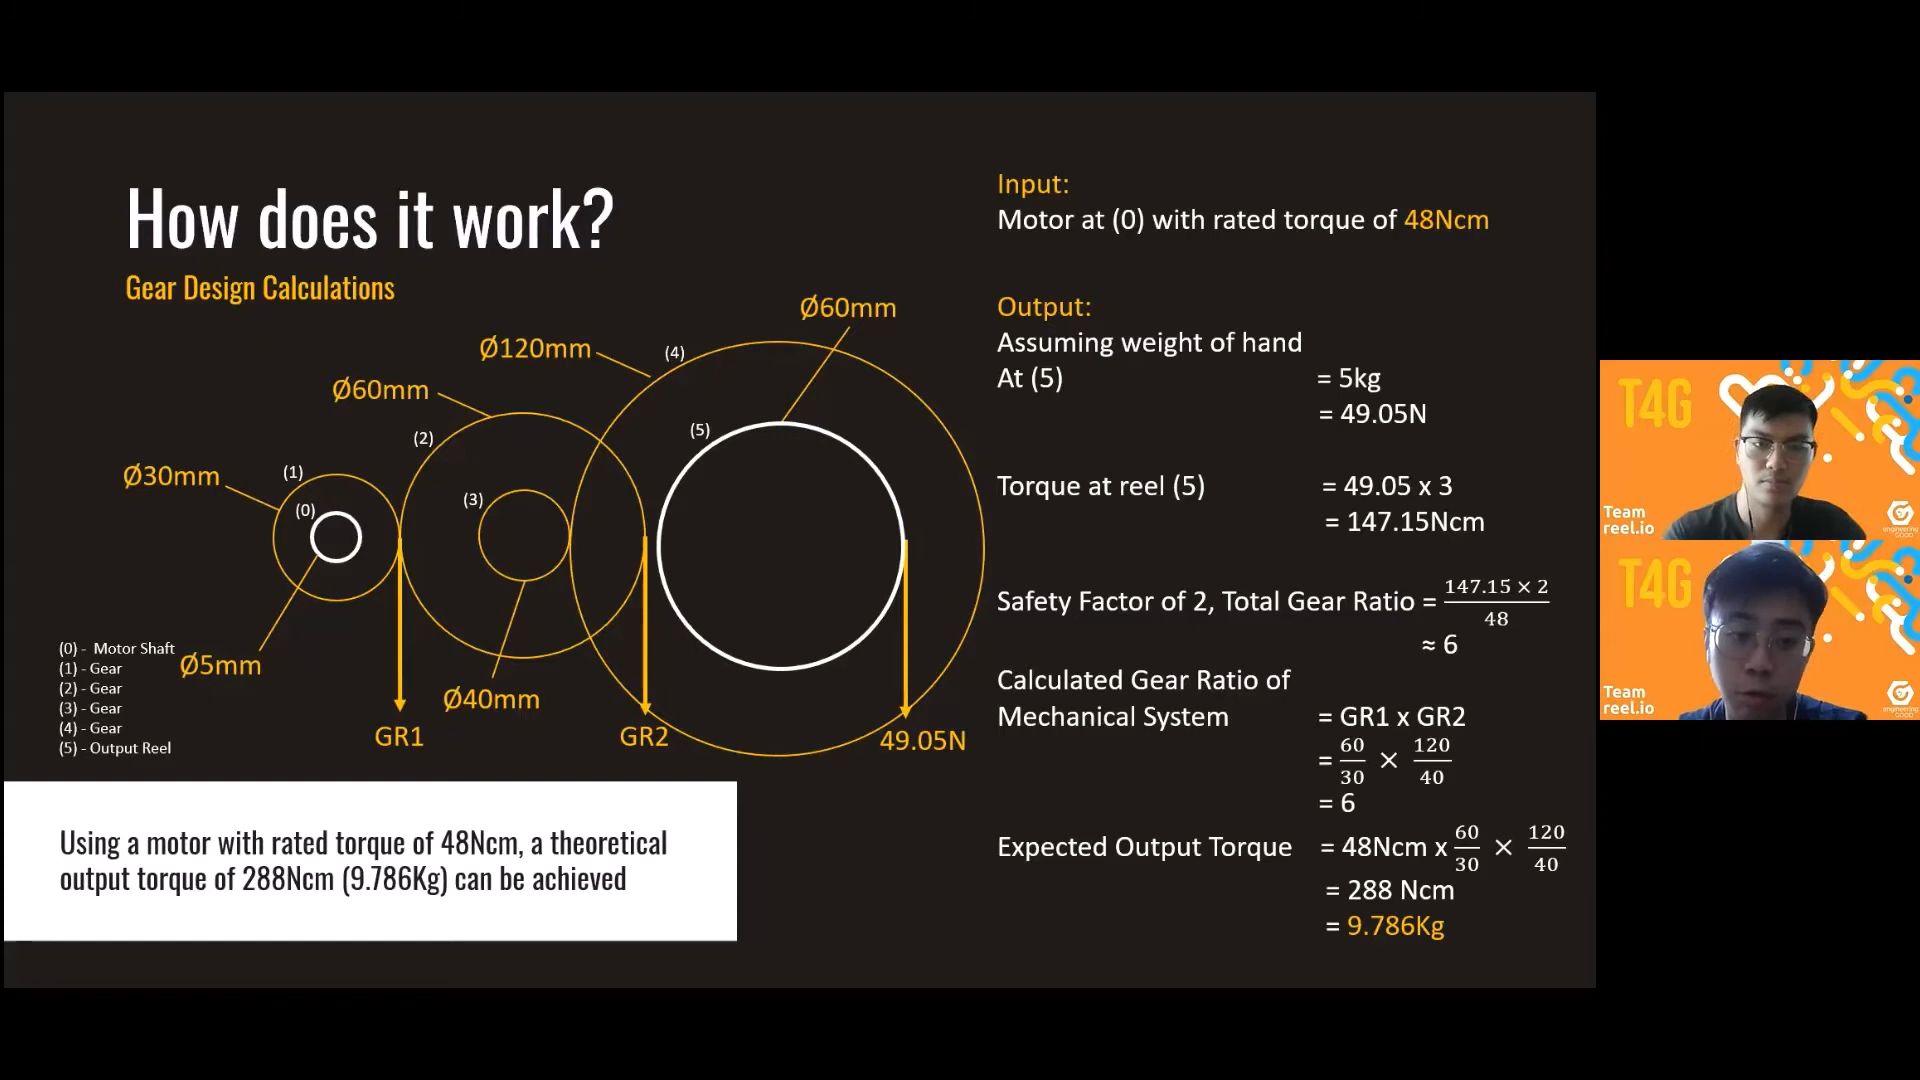 How does it work?
Gear Design Calculations
Ø60mm
Ø120mm
(4)
Ø60mm
(2)
(5)
Ø30mm
(1)
(0)
(3)
(0) - Motor Shaft
(1) - Gear
(2) - Gear
(3) - Gear
(4) - Gear
(5) - Output Reel
Ø5mm
Ø40mm
GR1
GR2
49.05N
Using a motor with rated torque of 48Ncm, a theoretical
output torque of 288Ncm (9.786Kg) can be achieved
Input:
Motor at (0) with rated torque of 48Ncm
Output:
Assuming weight of hand
At (5) = 5kg
= 49.05N
Torque at reel (5) = 49.05 x 3
= 147.15Ncm
Safety Factor of 2, Total Gear Ratio = 147.15 × 2 / 48
≈ 6
Calculated Gear Ratio of
Mechanical System = GR1 x GR2
= 60/30 × 120/40
= 6
Expected Output Torque = 48Ncm x 60/30 × 120/40
= 288 Ncm
= 9.786Kg
T4G
Team
reel.io
engineering
GOOD
T4G
Team
reel.io
engineering
GOOD